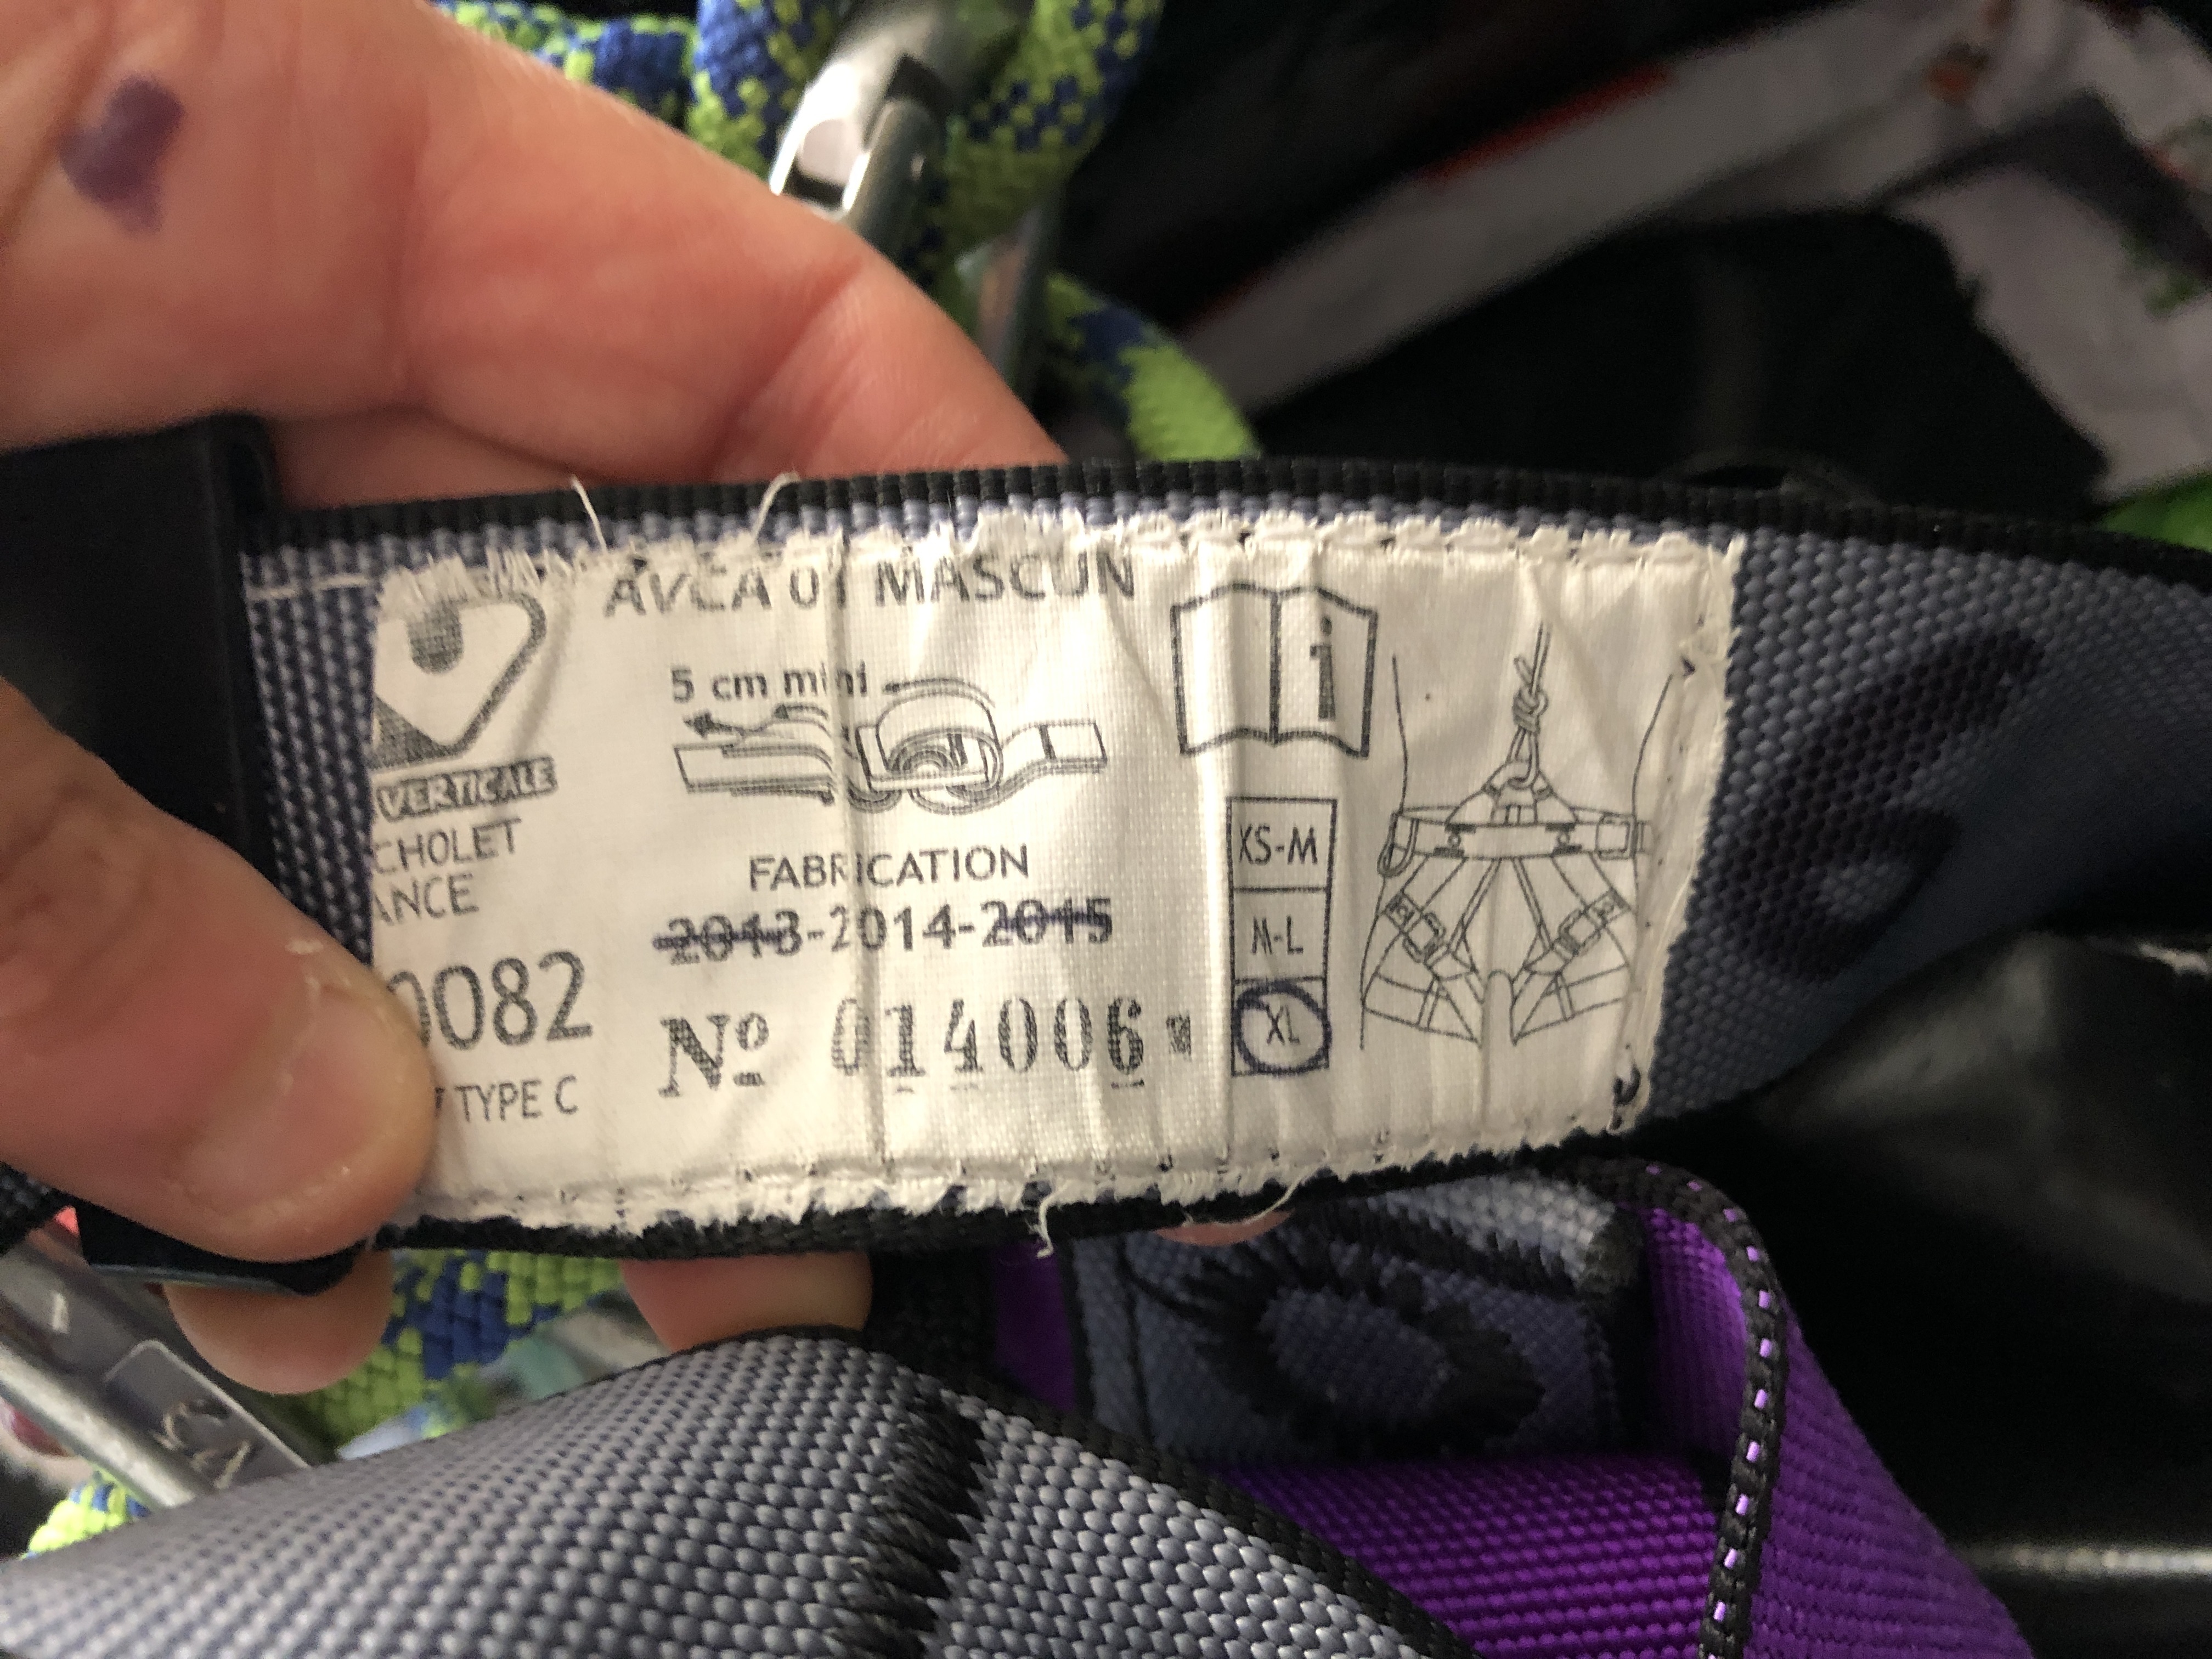 AVCA 01 MASCUN
5 cm mini
i
VERTICALE
CHOLET
ANCE
FABRICATION
2013-2014-2015
0082
TYPE C
Nº 014006
XS-M
M-L
XL